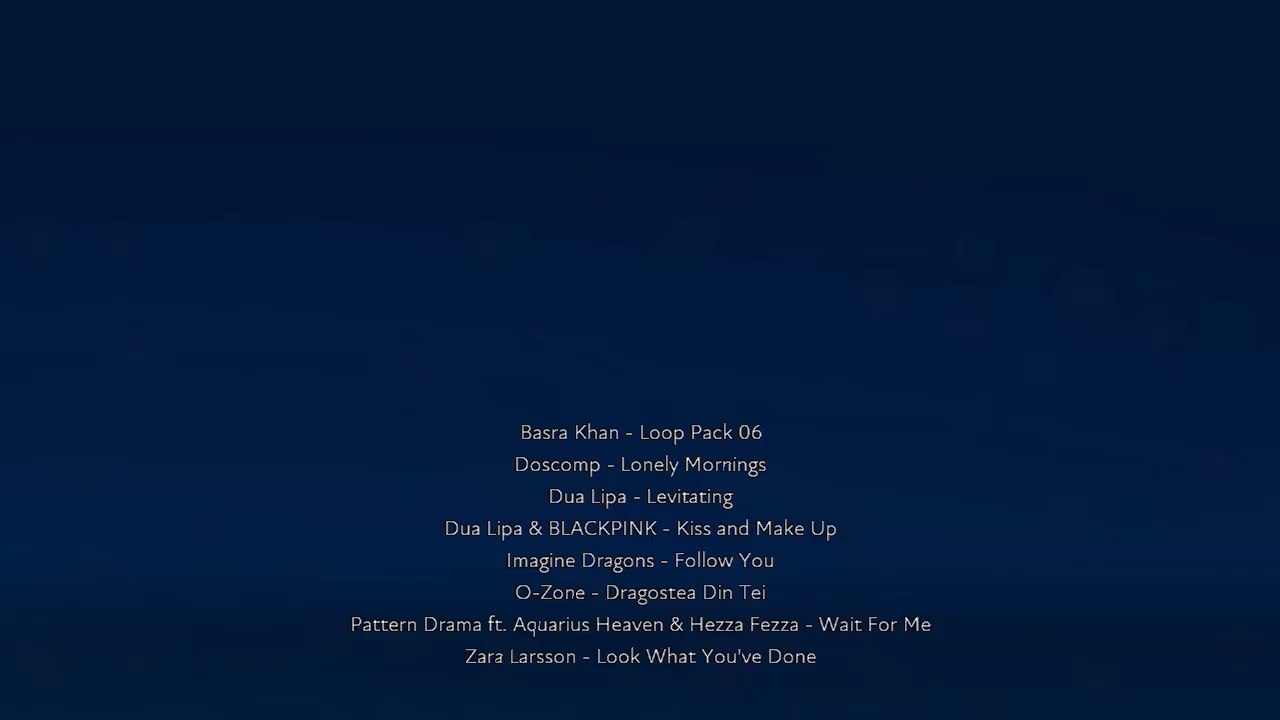 Basra Khan - Loop Pack 06
Doscomp - Lonely Mornings
Dua Lipa - Levitating
Dua Lipa & BLACKPINK - Kiss and Make Up
Imagine Dragons - Follow You
O-Zone - Dragostea Din Tei
Pattern Drama ft. Aquarius Heaven & Hezza Fezza - Wait For Me
Zara Larsson - Look What You've Done